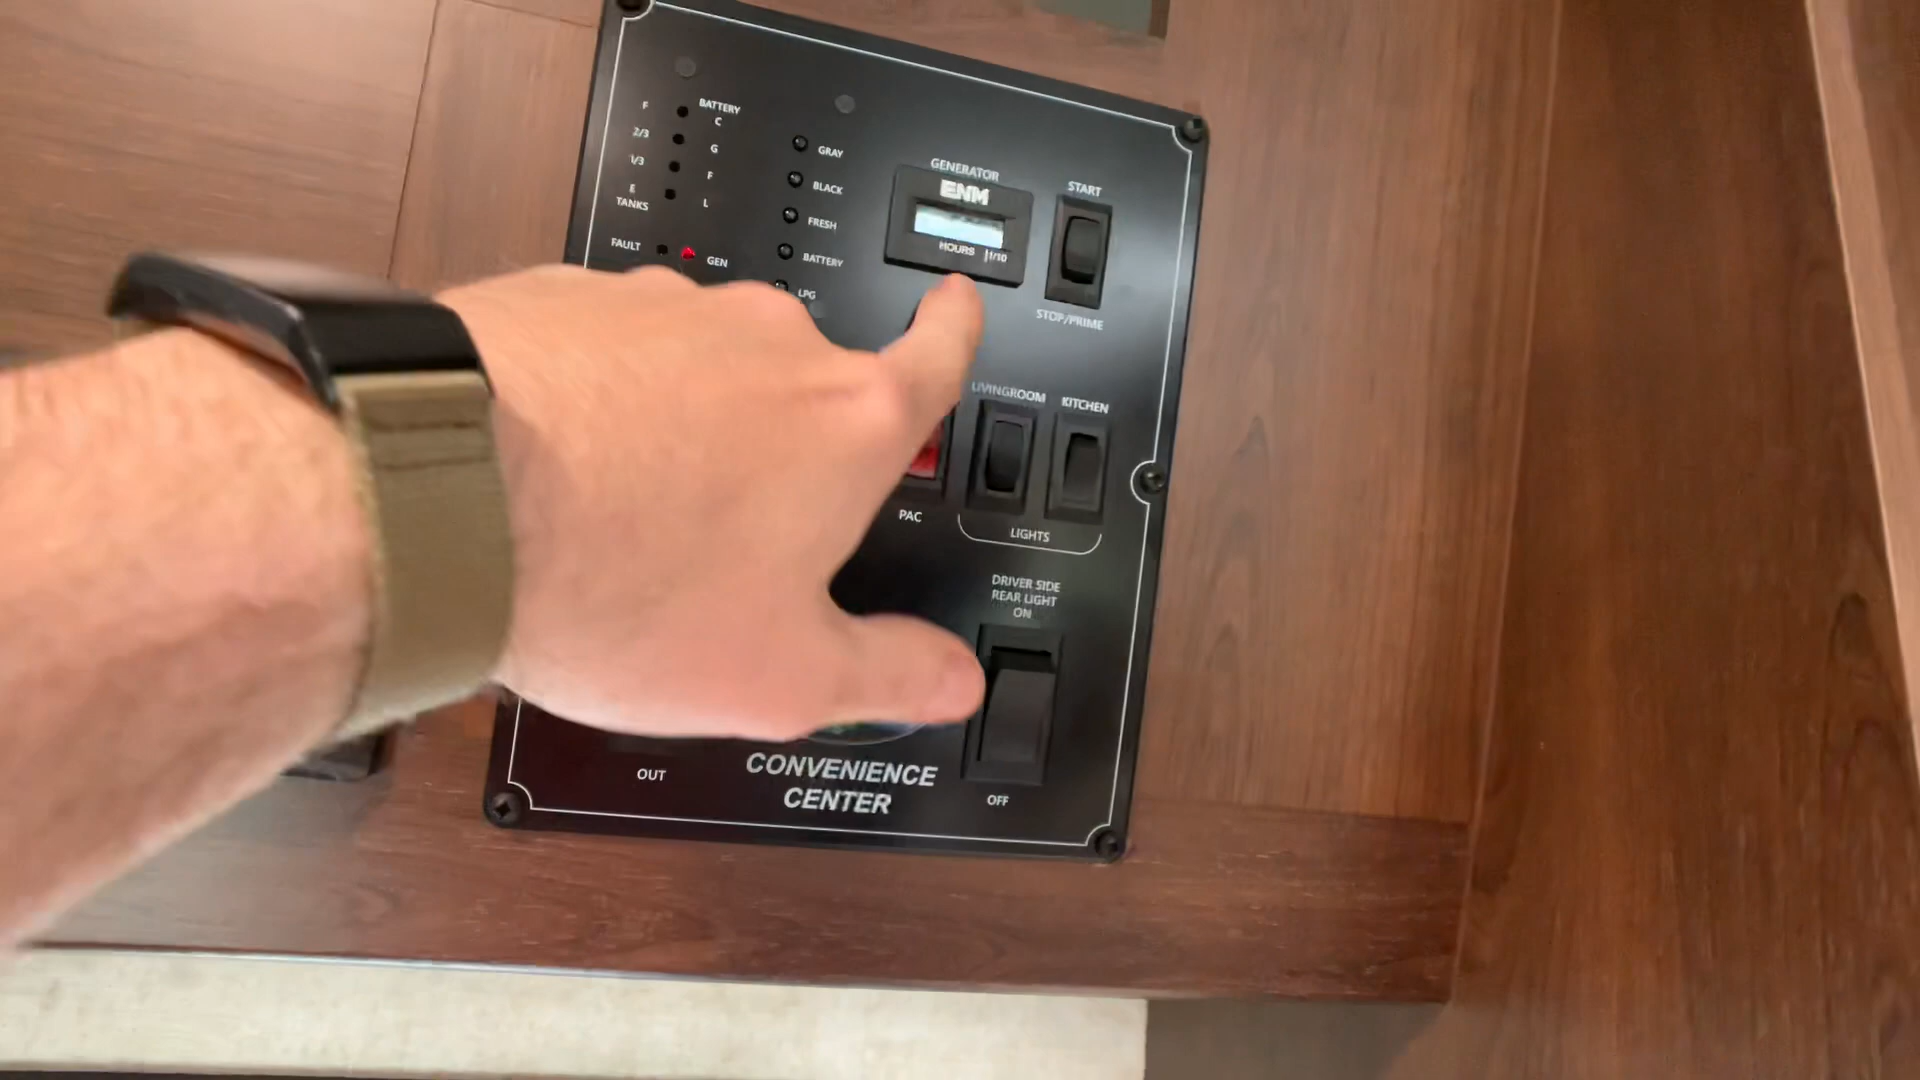 F
BATTERY
C
2/3
G
1/3
F
E
L
TANKS
FAULT
GEN
GRAY
BLACK
FRESH
BATTERY
LPG
GENERATOR
ENM
HOURS 1/10
START
STOP/PRIME
LIVINGROOM
KITCHEN
PAC
LIGHTS
DRIVER SIDE
REAR LIGHT
ON
OFF
OUT
CONVENIENCE
CENTER